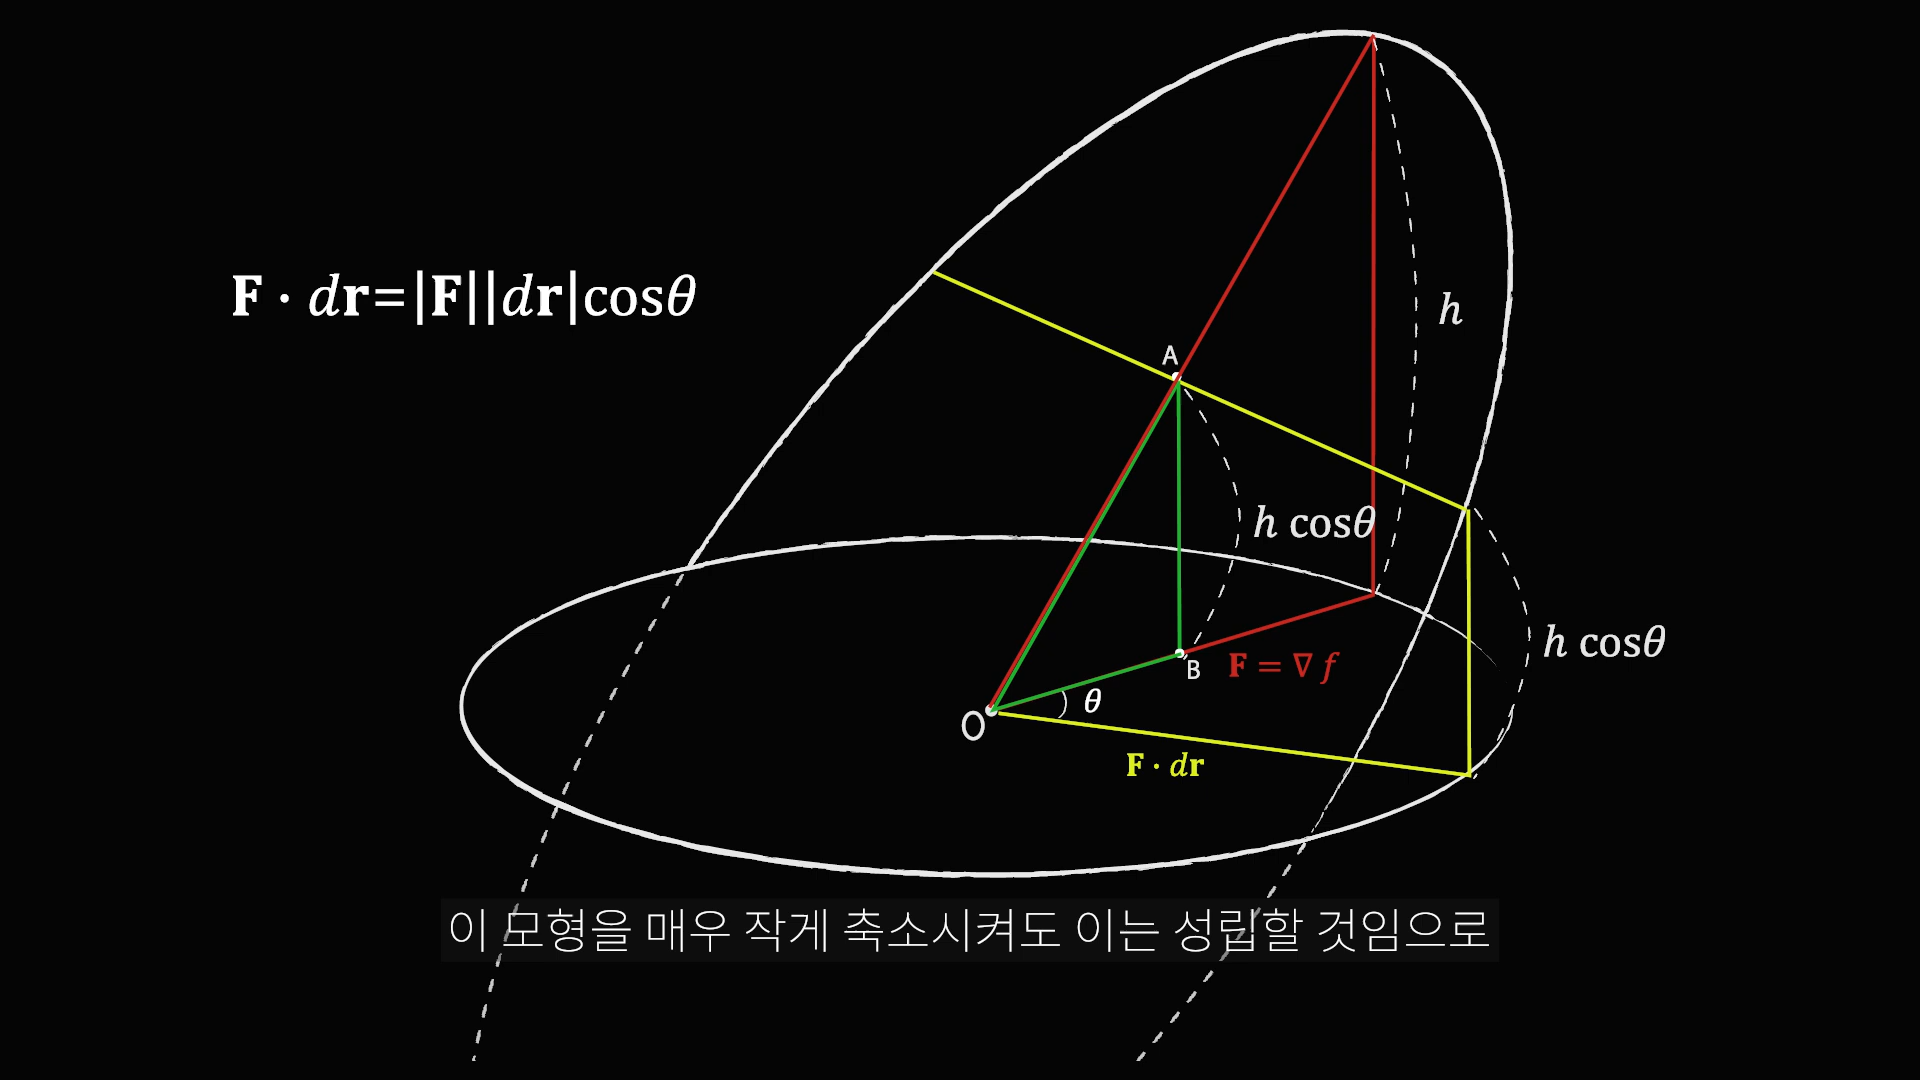 𝐅 · d𝐫=|𝐅||d𝐫|cosθ
h
A
h cosθ
h cosθ
B
𝐅 = ∇ f
θ
O
𝐅 · d𝐫
이 모형을 매우 작게 축소시켜도 이는 성립할 것임으로